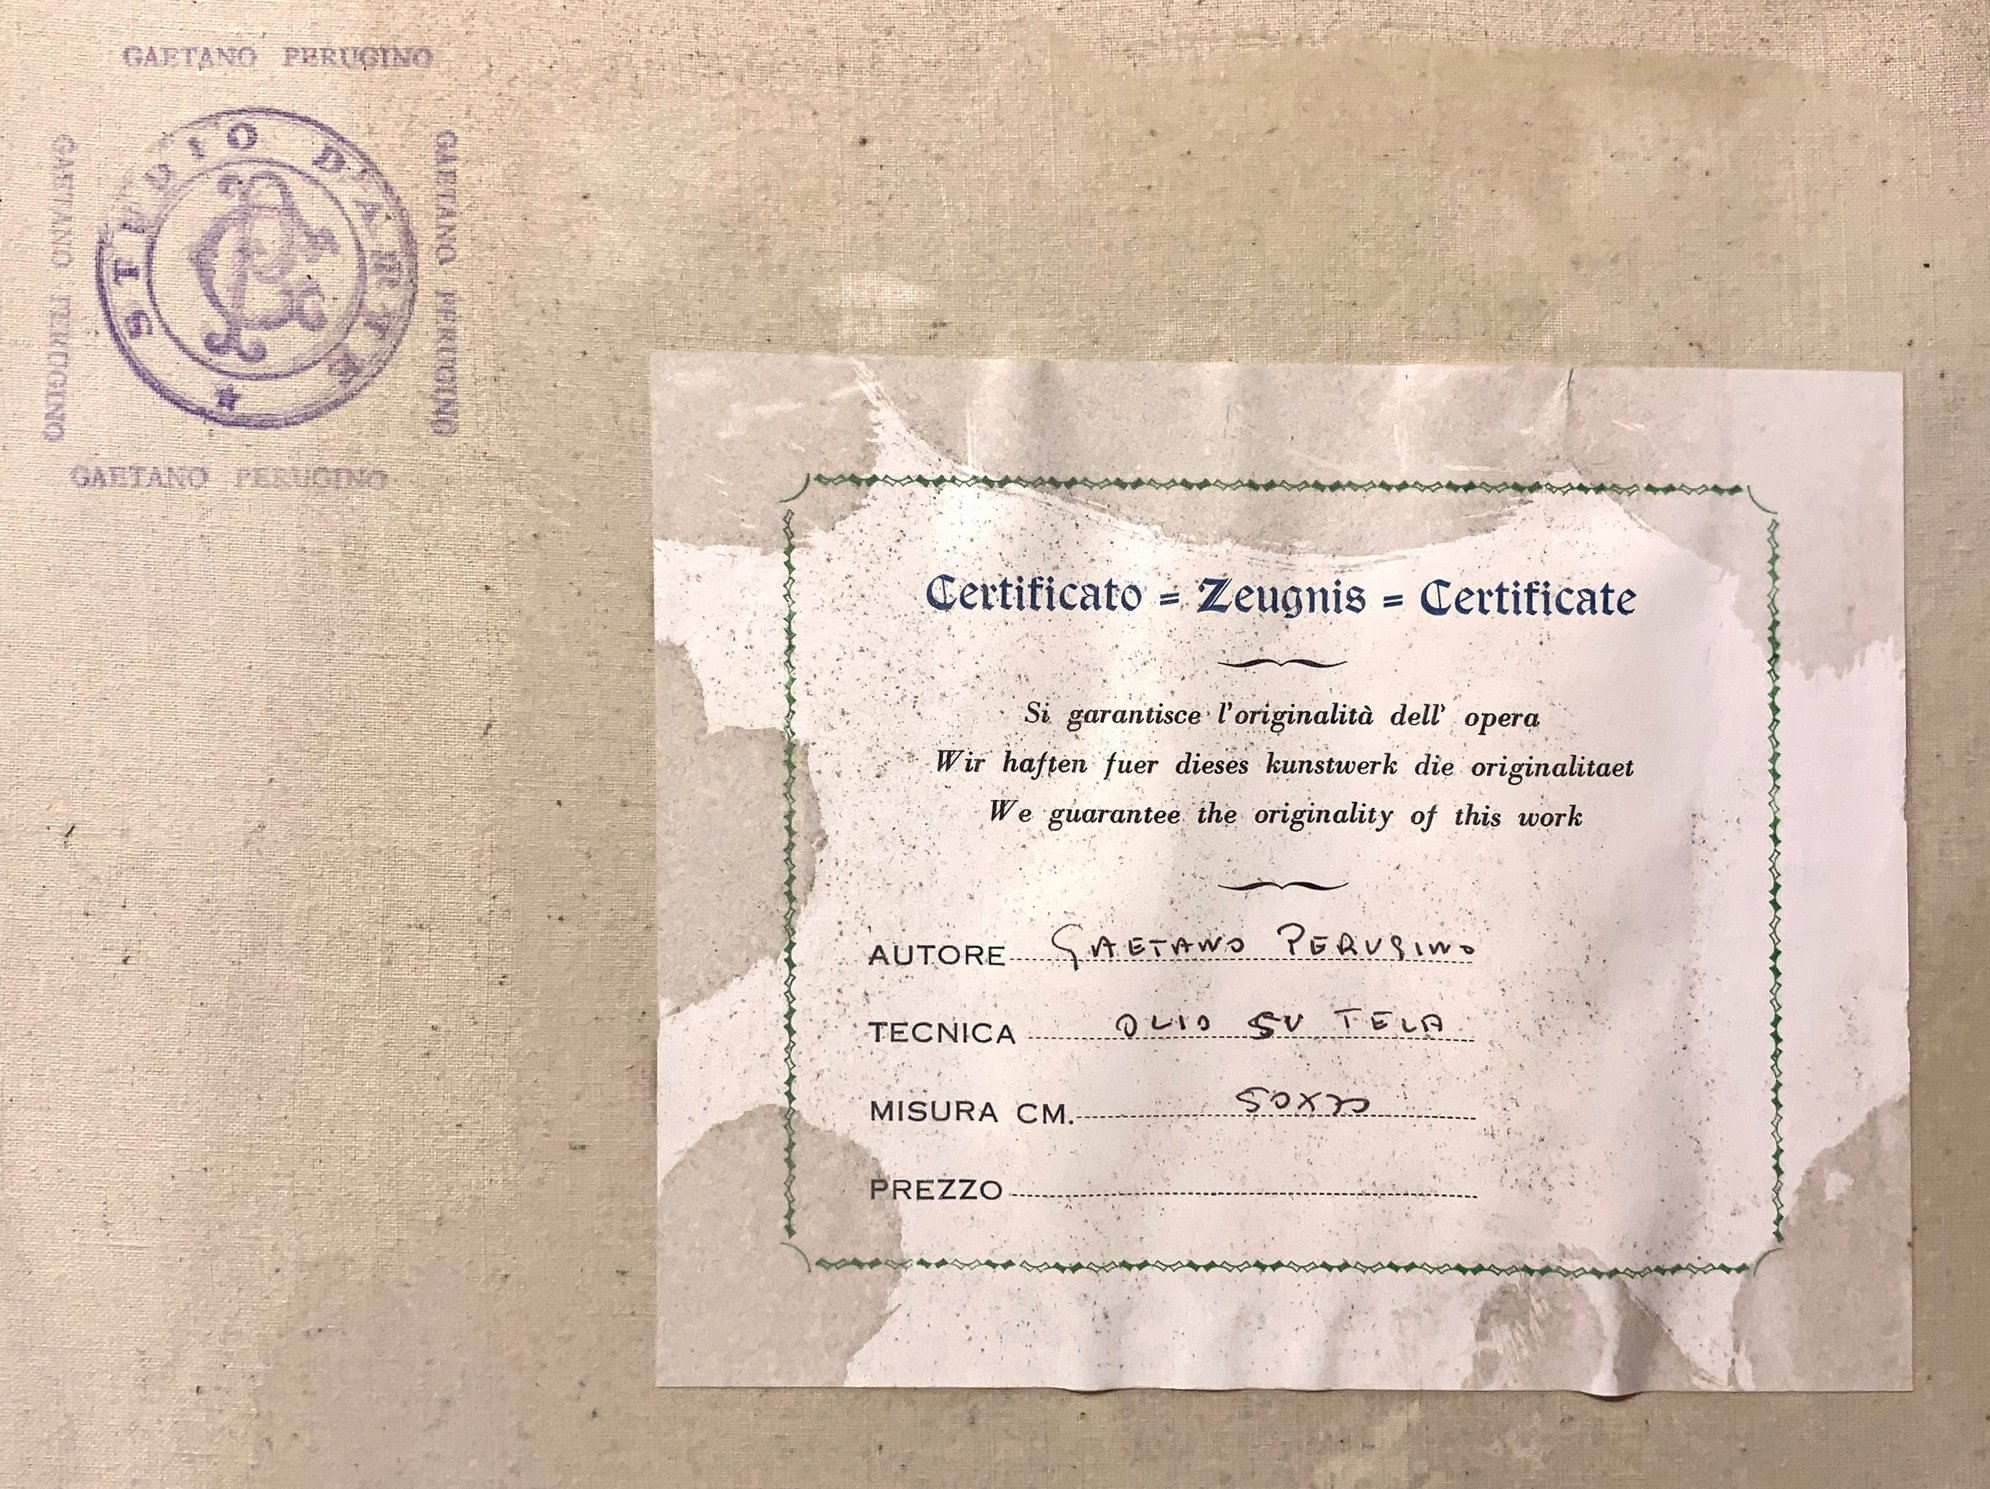 GAETANO PERUGINO
STUDIO D'ARTE
GAETANO PERUGINO
GAETANO PERUGINO
GAETANO PERUGINO
Certificato = Zeugnis = Certificate
Si garantisce l'originalità dell' opera
Wir haften fuer dieses kunstwerk die originalitaet
We guarantee the originality of this work
AUTORE GAETANO PERUGINO
TECNICA OLIO SU TELA
MISURA CM. 50X70
PREZZO